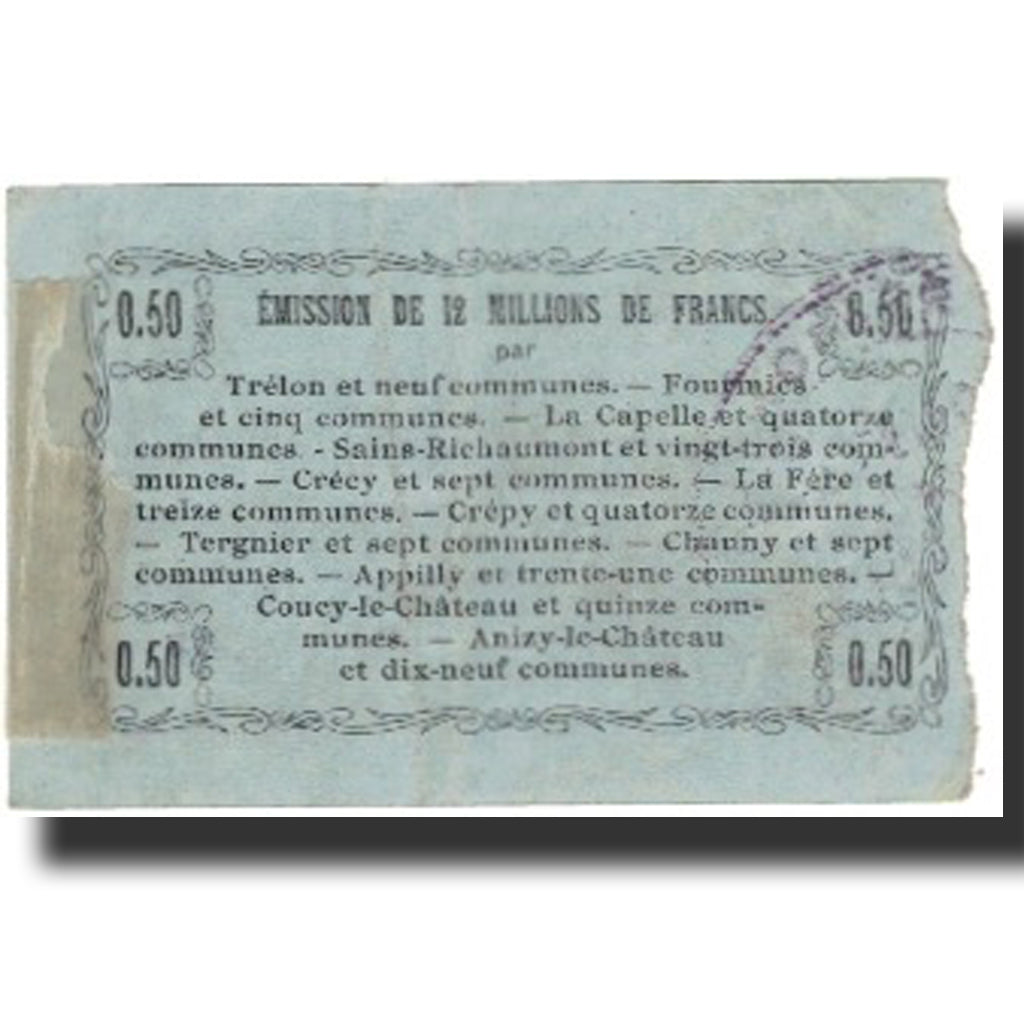 0.50 ÉMISSION DE 12 MILLIONS DE FRANCS 0.50
par
Trélon et neuf communes. — Fourmies
et cinq communes. — La Capelle et quatorze
communes. - Sains-Richaumont et vingt-trois com-
munes. — Crécy et sept communes. — La Fère et
treize communes. — Crépy et quatorze communes.
— Tergnier et sept communes. — Chauny et sept
communes. — Appilly et trente-une communes. —
Coucy-le-Château et quinze com-
munes. — Anizy-le-Château
0.50 et dix-neuf communes. 0.50